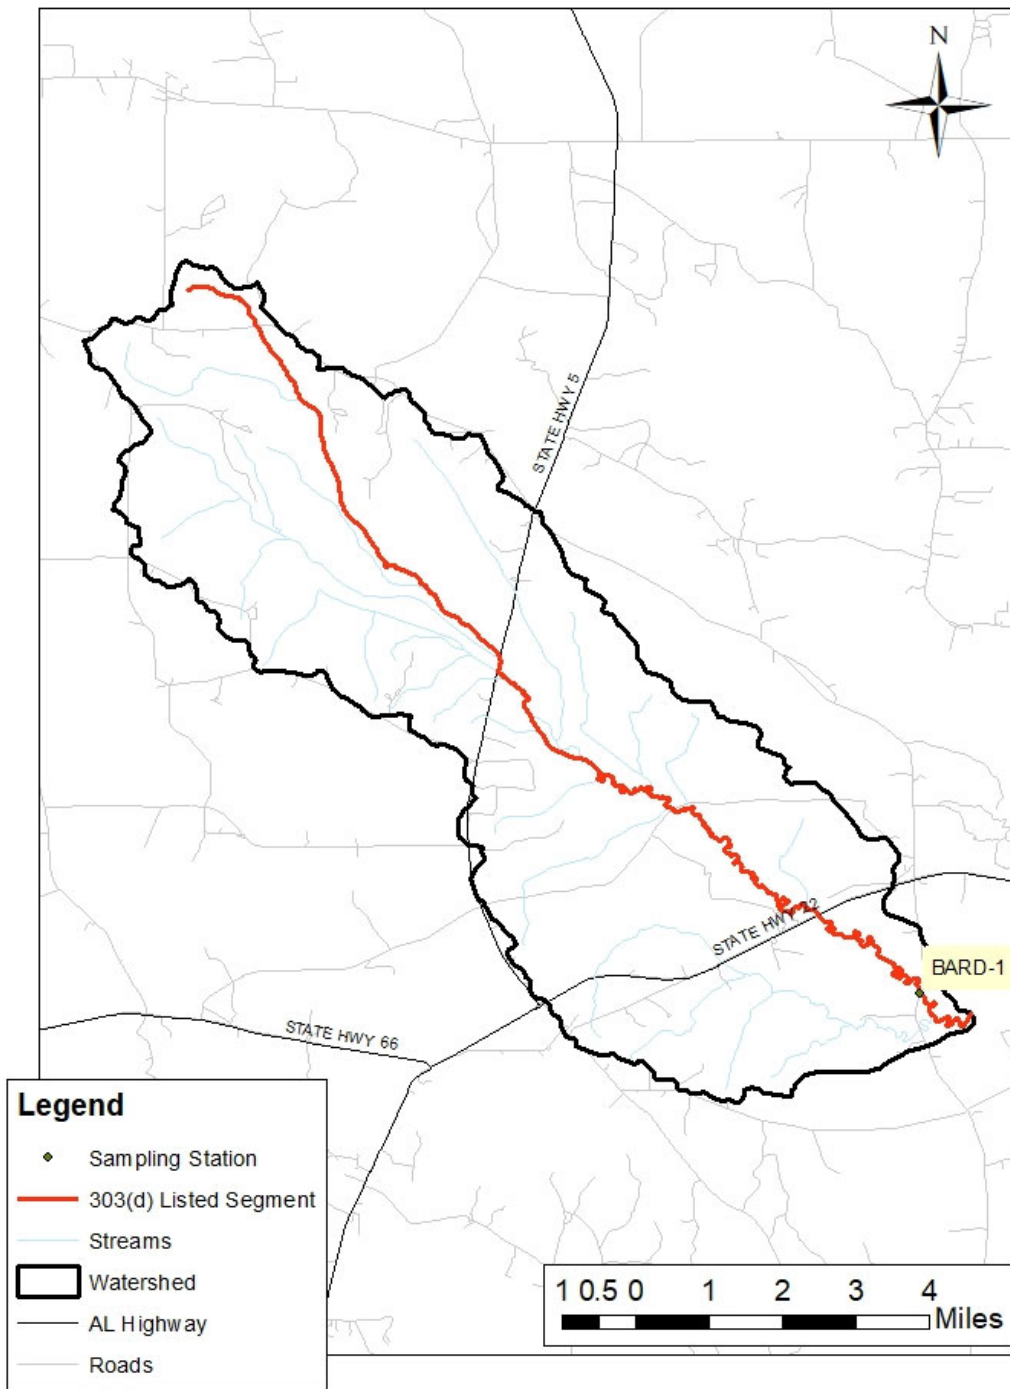 N
STATE HWY 5
STATE HWY 22
BARD-1
STATE HWY 66
Legend
Sampling Station
303(d) Listed Segment
Streams
Watershed
AL Highway
Roads
1 0.5 0 1 2 3 4
Miles